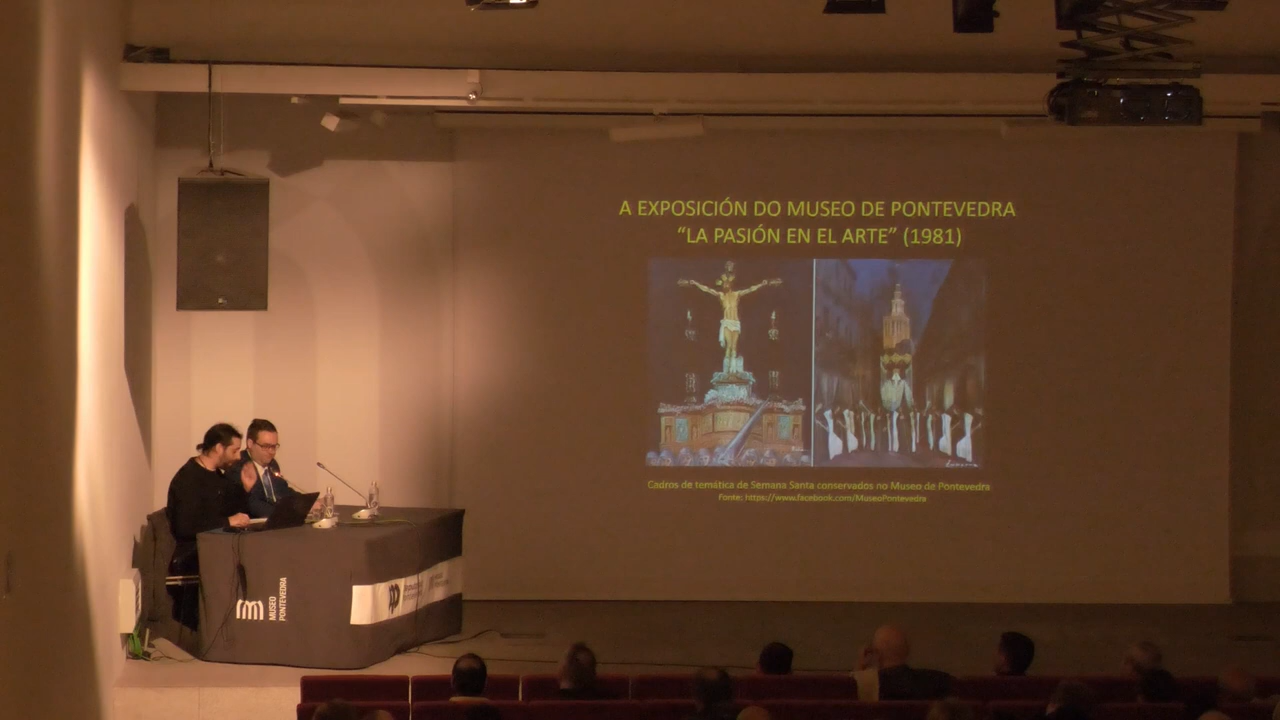 A EXPOSICIÓN DO MUSEO DE PONTEVEDRA
“LA PASIÓN EN EL ARTE” (1981)
Cadros de temática de Semana Santa conservados no Museo de Pontevedra
Fonte: https://www.facebook.com/MuseoPontevedra
MUSEO
PONTEVEDRA